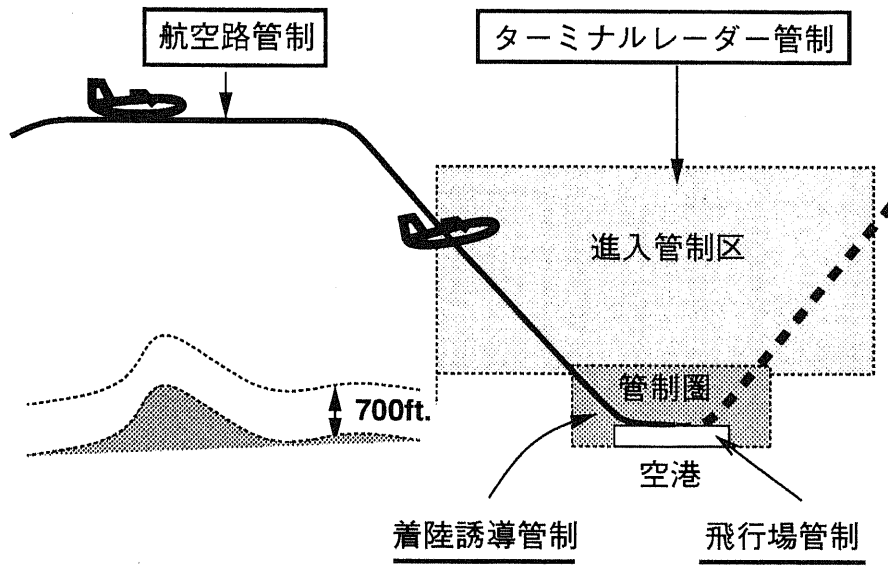 航空路管制
ターミナルレーダー管制
進入管制区
管制圏
700ft.
空港
着陸誘導管制
飛行場管制